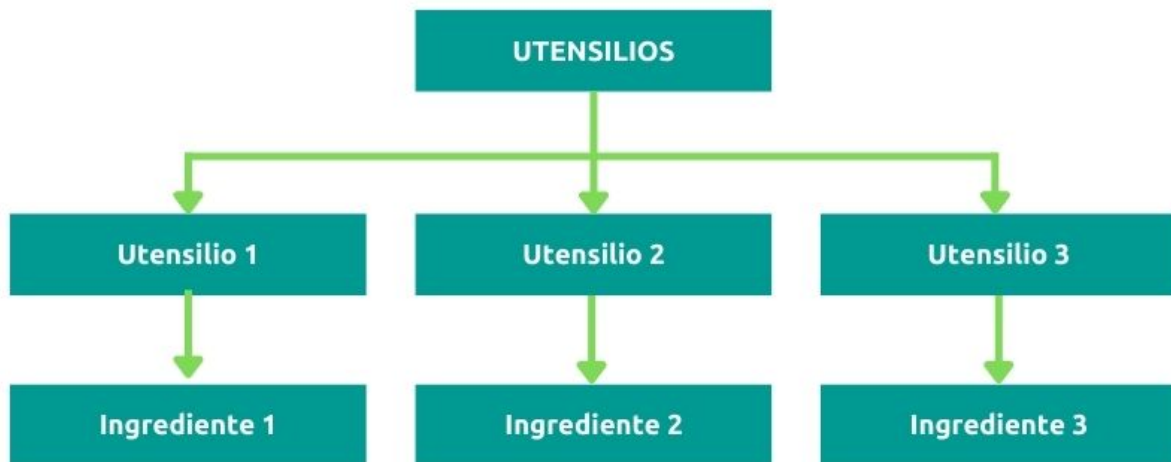 UTENSILIOS
Utensilio 1
Utensilio 2
Utensilio 3
Ingrediente 1
Ingrediente 2
Ingrediente 3